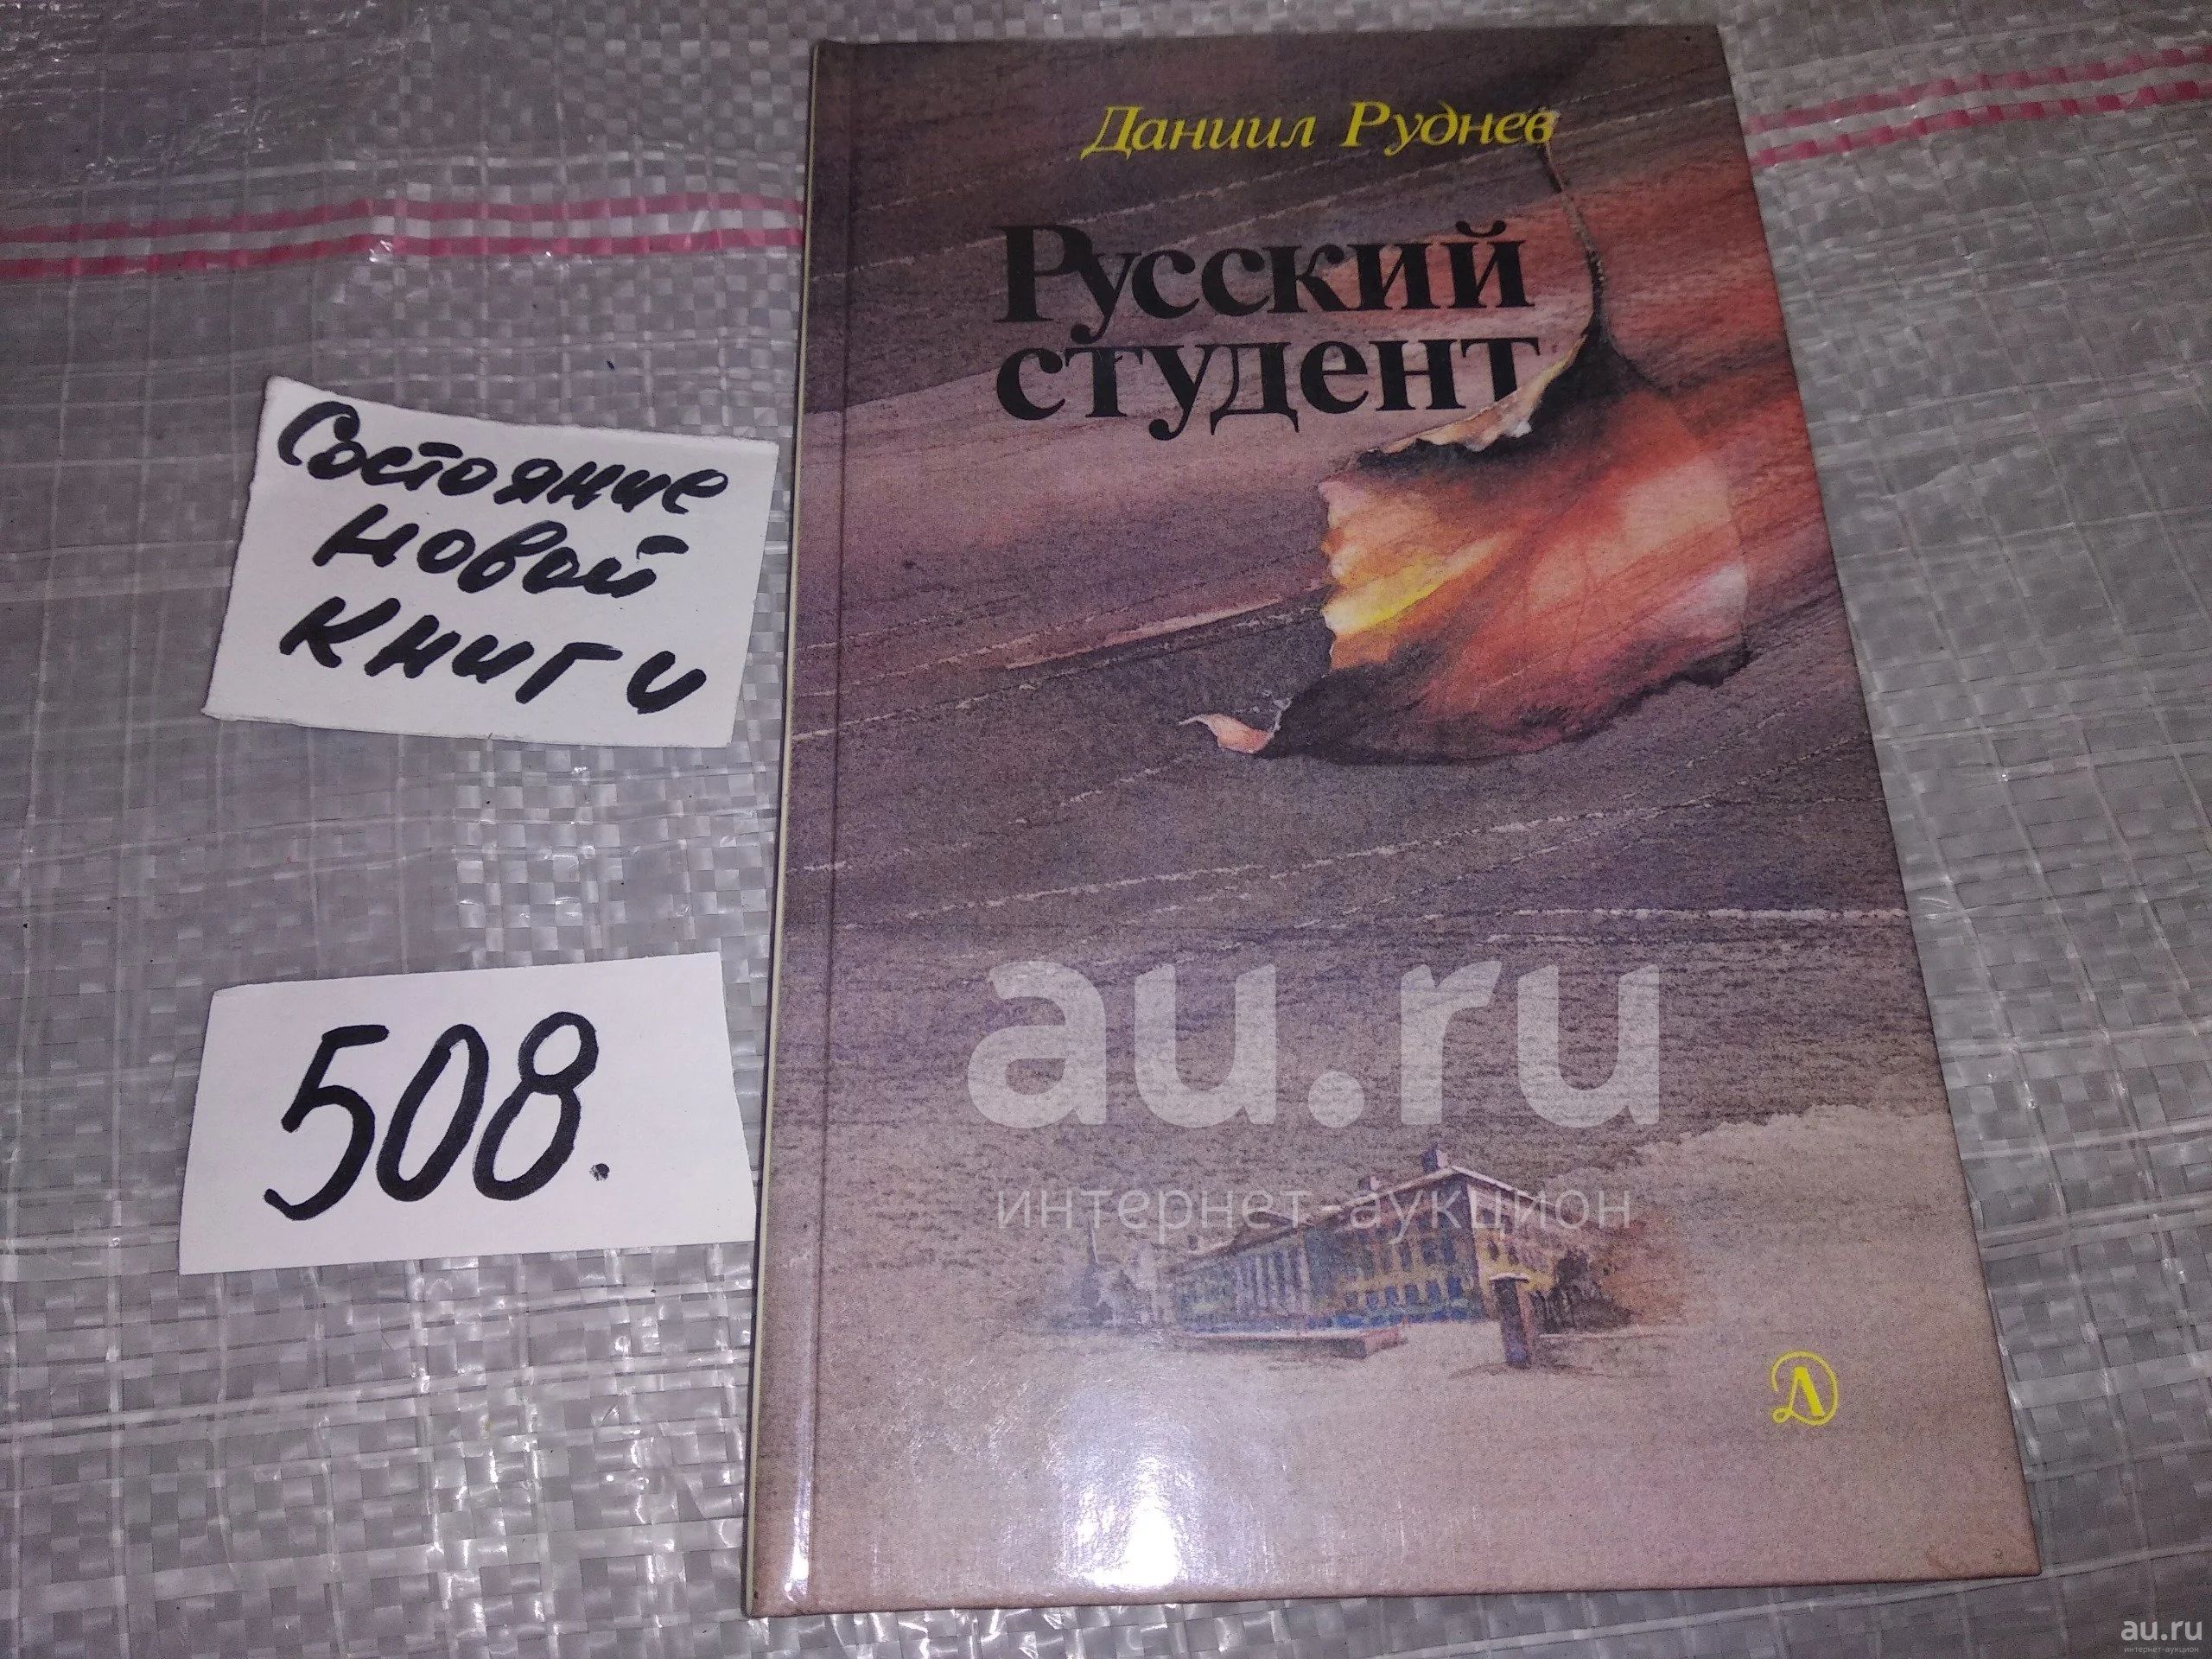 Даниил Руднев
Русский
студент
Состояние
новой
книги
508.
au.ru
интернет-аукцион
Д
au.ru
интернет-аукцион